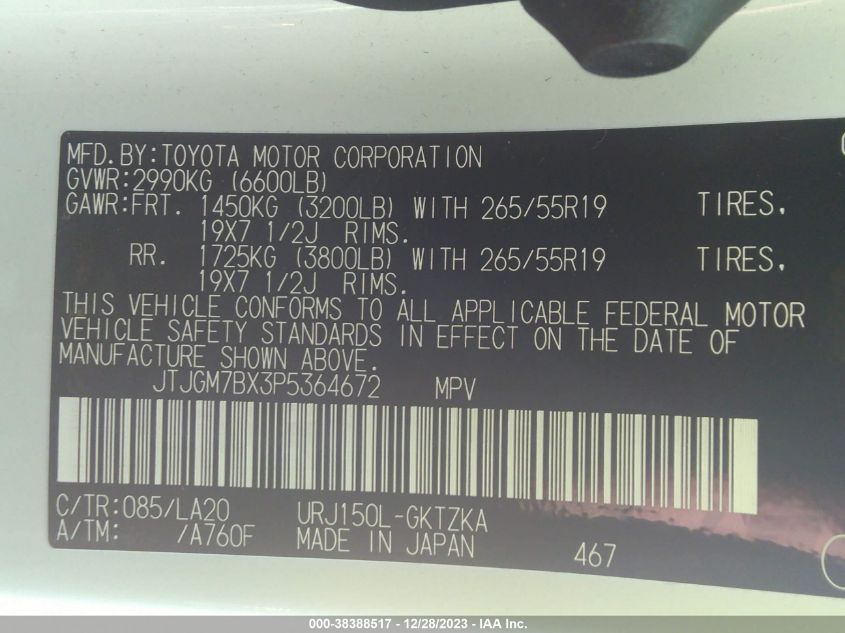 MFD.BY:TOYOTA MOTOR CORPORATION
GVWR:2990KG (6600LB)
GAWR:FRT. 1450KG (3200LB) WITH 265/55R19 TIRES,
19X7 1/2J RIMS.
RR. 1725KG (3800LB) WITH 265/55R19 TIRES,
19X7 1/2J RIMS.
THIS VEHICLE CONFORMS TO ALL APPLICABLE FEDERAL MOTOR
VEHICLE SAFETY STANDARDS IN EFFECT ON THE DATE OF
MANUFACTURE SHOWN ABOVE.
JTJGM7BX3P5364672 MPV
C/TR:085/LA20 URJ150L-GKTZKA
A/TM: /A760F MADE IN JAPAN 467
000-38388517 - 12/28/2023 - IAA Inc.